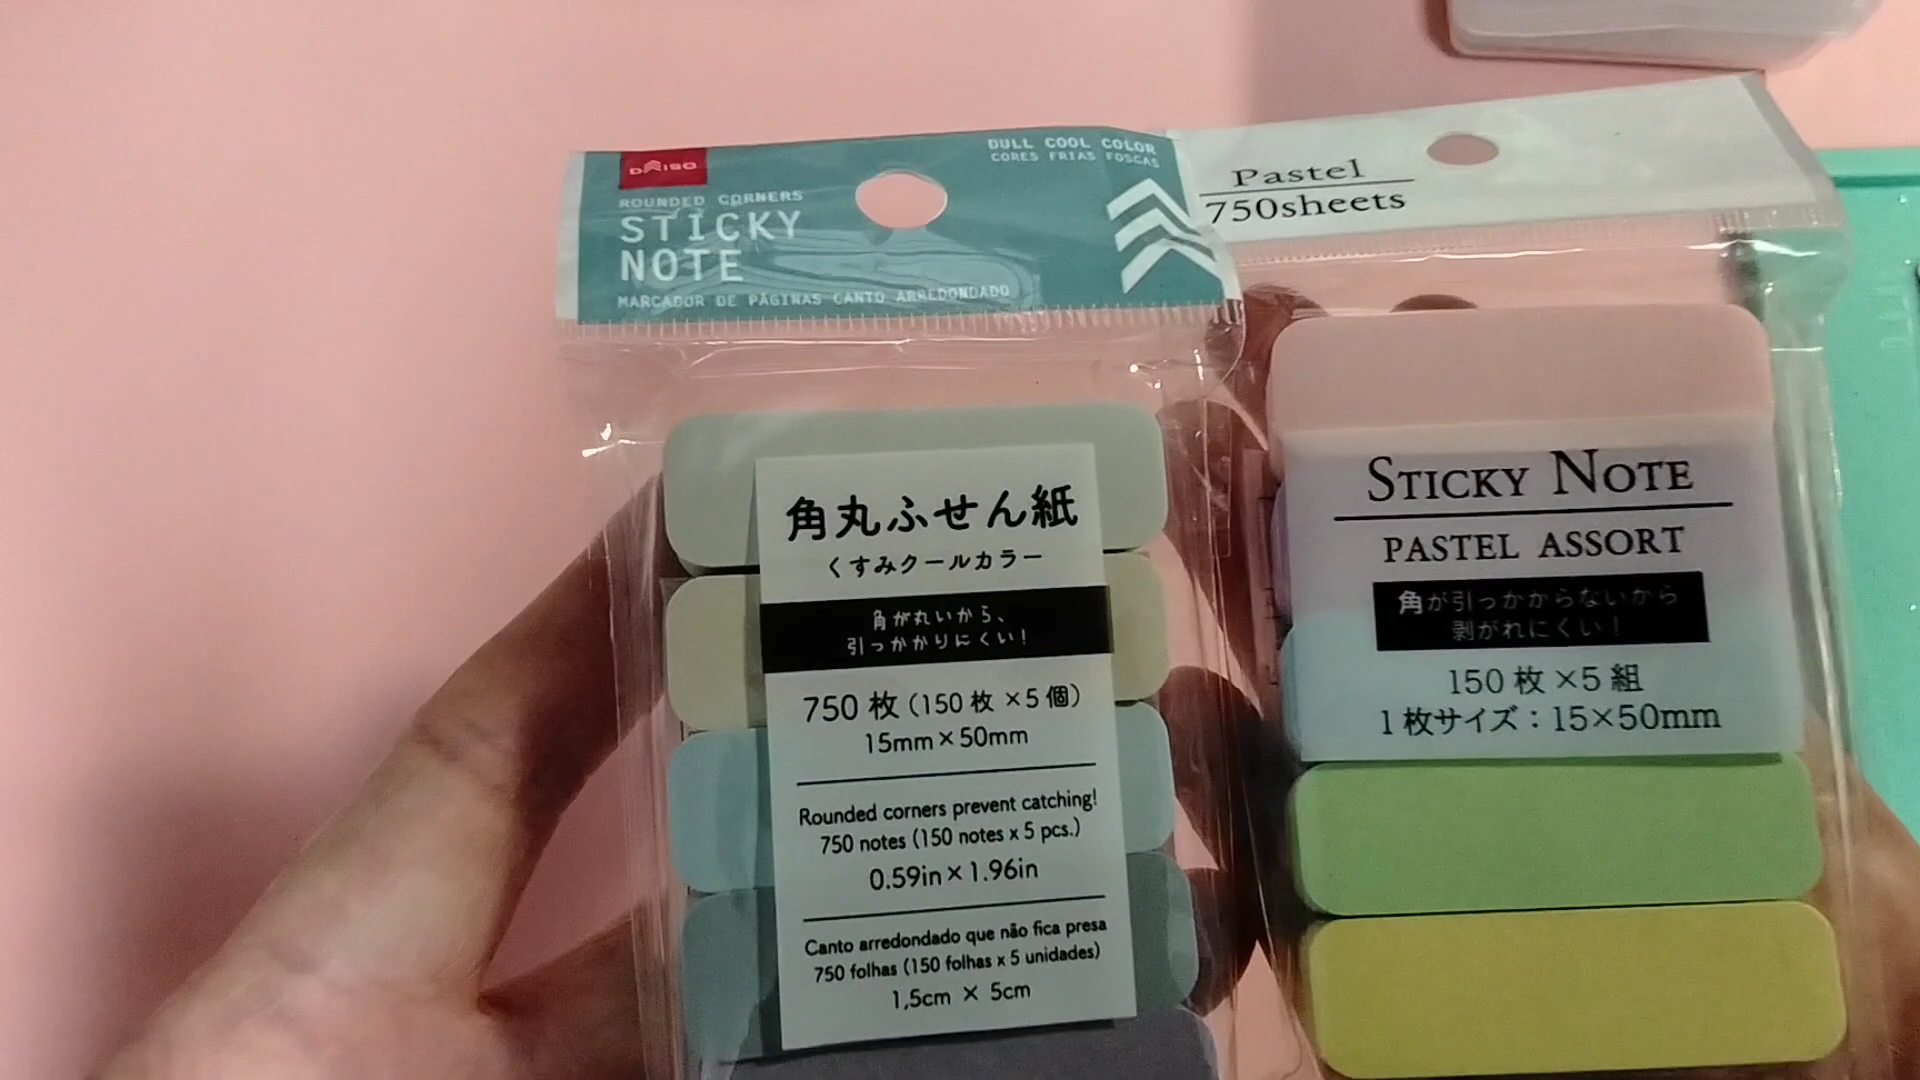 DAISO
ROUNDED CORNERS
STICKY
NOTE
MARCADOR DE PÁGINAS CANTO ARREDONDADO
DULL COOL COLOR
CORES FRIAS FOSCAS
角丸ふせん紙
くすみクールカラー
角が丸いから、
引っかかりにくい!
750枚(150枚×5個)
15mm×50mm
Rounded corners prevent catching!
750 notes (150 notes x 5 pcs.)
0.59in×1.96in
Canto arredondado que não fica presa
750 folhas (150 folhas x 5 unidades)
1,5cm × 5cm
Pastel
750sheets
STICKY NOTE
PASTEL ASSORT
角が引っかからないから
剥がれにくい!
150枚×5組
1枚サイズ:15×50mm